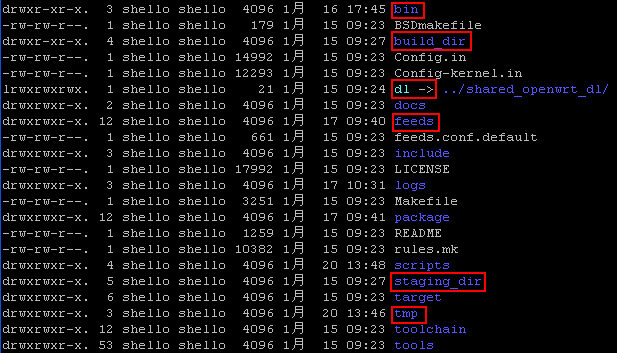 drwxr-xr-x. 3 shello shello 4096 1月 16 17:45 bin
-rw-rw-r--. 1 shello shello 179 1月 15 09:23 BSDmakefile
drwxrwxr-x. 4 shello shello 4096 1月 15 09:27 build_dir
-rw-rw-r--. 1 shello shello 14992 1月 15 09:23 Config.in
-rw-rw-r--. 1 shello shello 12293 1月 15 09:23 Config-kernel.in
lrwxrwxrwx. 1 shello shello 21 1月 15 09:24 dl -> ../shared_openwrt_dl/
drwxrwxr-x. 2 shello shello 4096 1月 15 09:23 docs
drwxrwxr-x. 12 shello shello 4096 1月 17 09:40 feeds
-rw-rw-r--. 1 shello shello 661 1月 15 09:23 feeds.conf.default
drwxrwxr-x. 3 shello shello 4096 1月 15 09:23 include
-rw-rw-r--. 1 shello shello 17992 1月 15 09:23 LICENSE
drwxrwxr-x. 3 shello shello 4096 1月 17 10:31 logs
-rw-rw-r--. 1 shello shello 3251 1月 15 09:23 Makefile
drwxrwxr-x. 12 shello shello 4096 1月 17 09:41 package
-rw-rw-r--. 1 shello shello 1259 1月 15 09:23 README
-rw-rw-r--. 1 shello shello 10382 1月 15 09:23 rules.mk
drwxrwxr-x. 4 shello shello 4096 1月 20 13:48 scripts
drwxrwxr-x. 5 shello shello 4096 1月 15 09:27 staging_dir
drwxrwxr-x. 6 shello shello 4096 1月 15 09:23 target
drwxrwxr-x. 3 shello shello 4096 1月 20 13:46 tmp
drwxrwxr-x. 12 shello shello 4096 1月 15 09:23 toolchain
drwxrwxr-x. 53 shello shello 4096 1月 15 09:23 tools